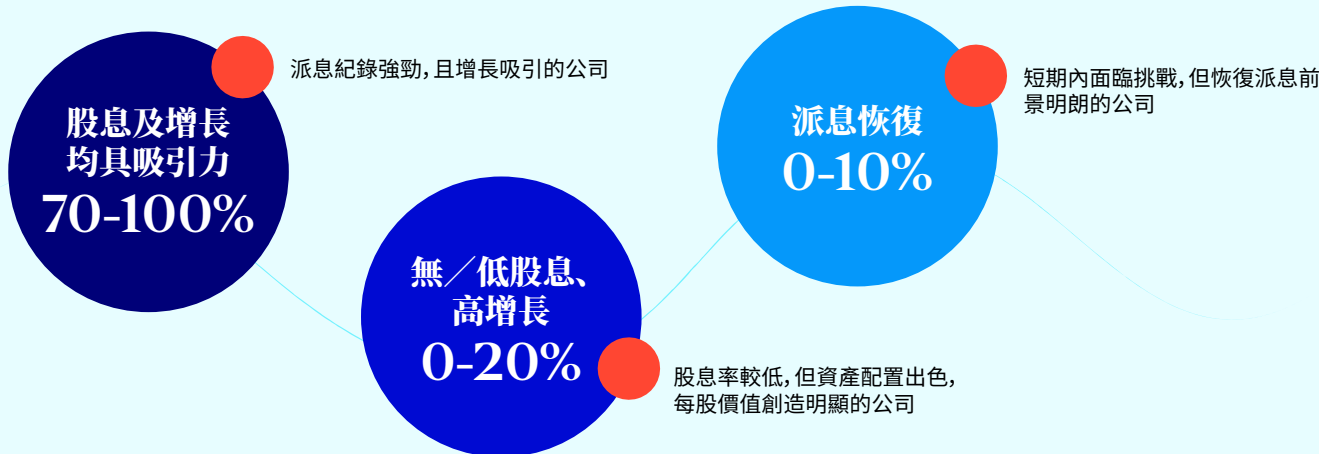 股息及增長
均具吸引力
70-100%
派息紀錄強勁，且增長吸引的公司
無／低股息、
高增長
0-20%
股息率較低，但資產配置出色，
每股價值創造明顯的公司
派息恢復
0-10%
短期內面臨挑戰，但恢復派息前
景明朗的公司